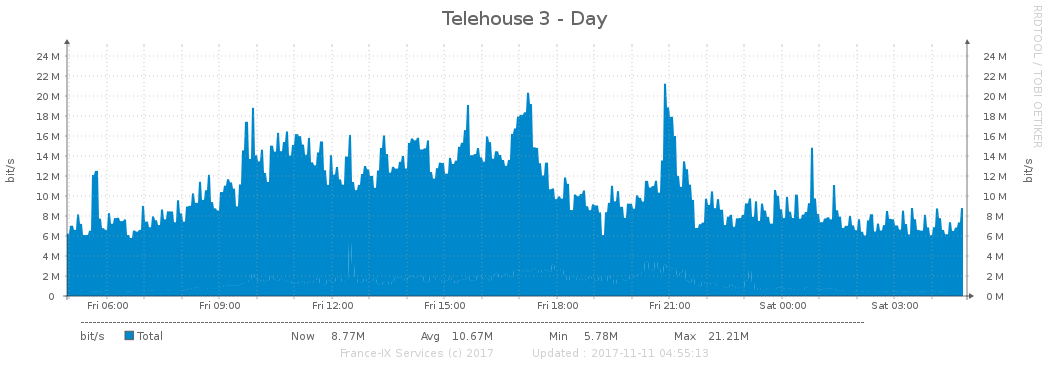 Telehouse 3 - Day
RRDTOOL / TOBI OETIKER
bit/s
bit/s
24 M 24 M
22 M 22 M
20 M 20 M
18 M 18 M
16 M 16 M
14 M 14 M
12 M 12 M
10 M 10 M
8 M 8 M
6 M 6 M
4 M 4 M
2 M 2 M
0 0 M
Fri 06:00 Fri 09:00 Fri 12:00 Fri 15:00 Fri 18:00 Fri 21:00 Sat 00:00 Sat 03:00
bit/s Total Now 8.77M Avg 10.67M Min 5.78M Max 21.21M
France-IX Services (c) 2017 Updated : 2017-11-11 04:55:13